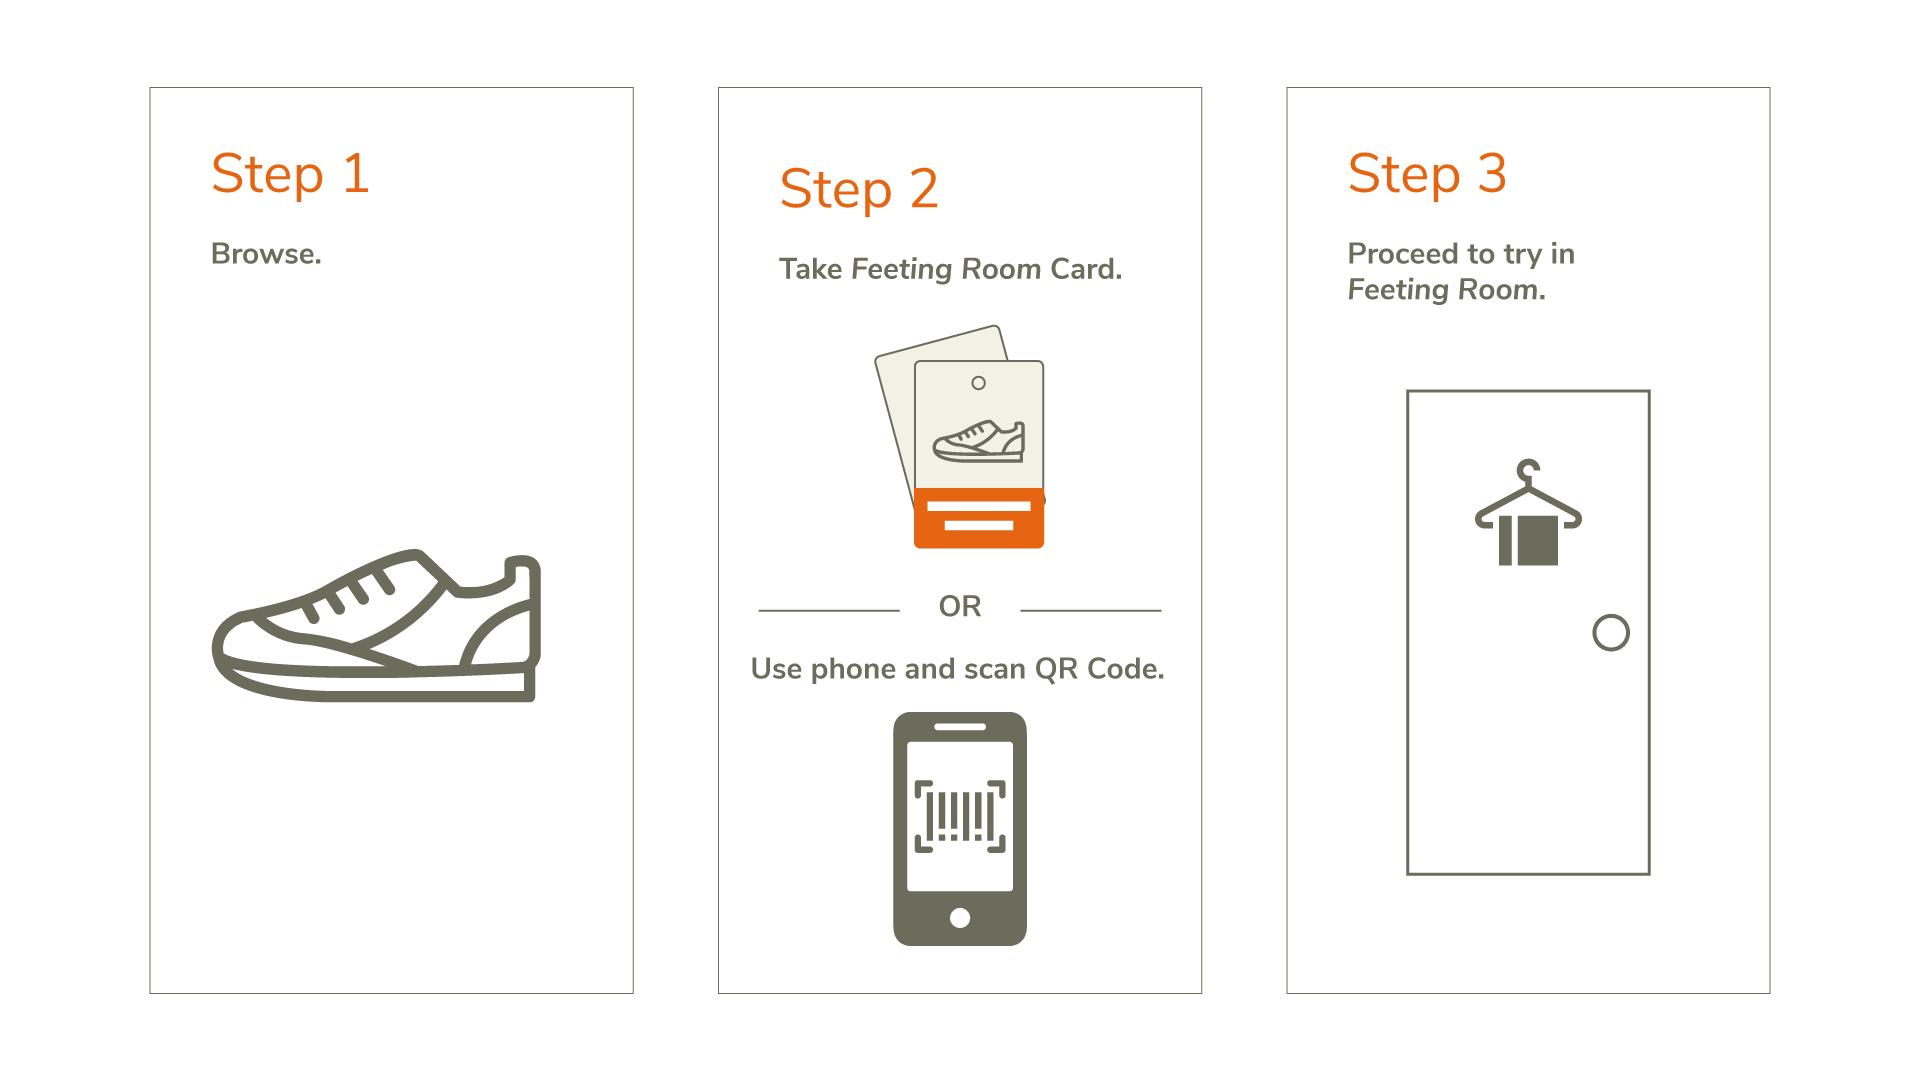 Step 1
Browse.
Step 2
Take Feeting Room Card.
OR
Use phone and scan QR Code.
Step 3
Proceed to try in
Feeting Room.